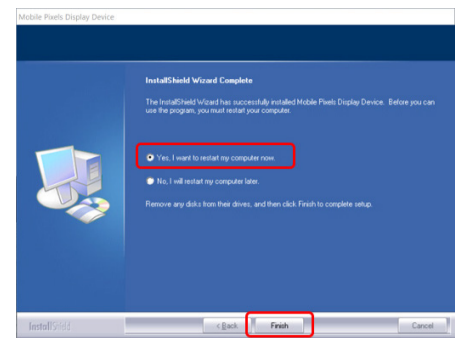 Mobile Pixels Display Device
InstallShield Wizard Complete
The InstallShield Wizard has successfully installed Mobile Pixels Display Device. Before you can
use the program, you must restart your computer.
Yes, I want to restart my computer now.
No, I will restart my computer later.
Remove any disks from their drives, and then click Finish to complete setup.
InstallShield
< Back Finish Cancel